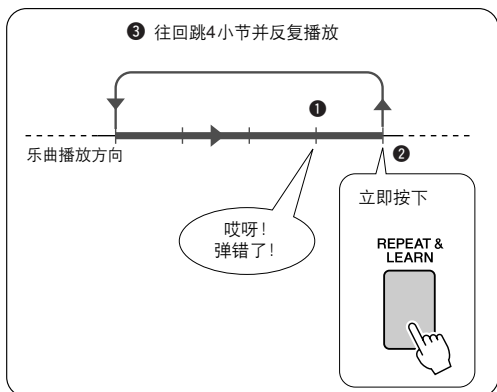 ❸ 往回跳4小节并反复播放
❶
乐曲播放方向
❷
哎呀！
弹错了！
立即按下
REPEAT &
LEARN